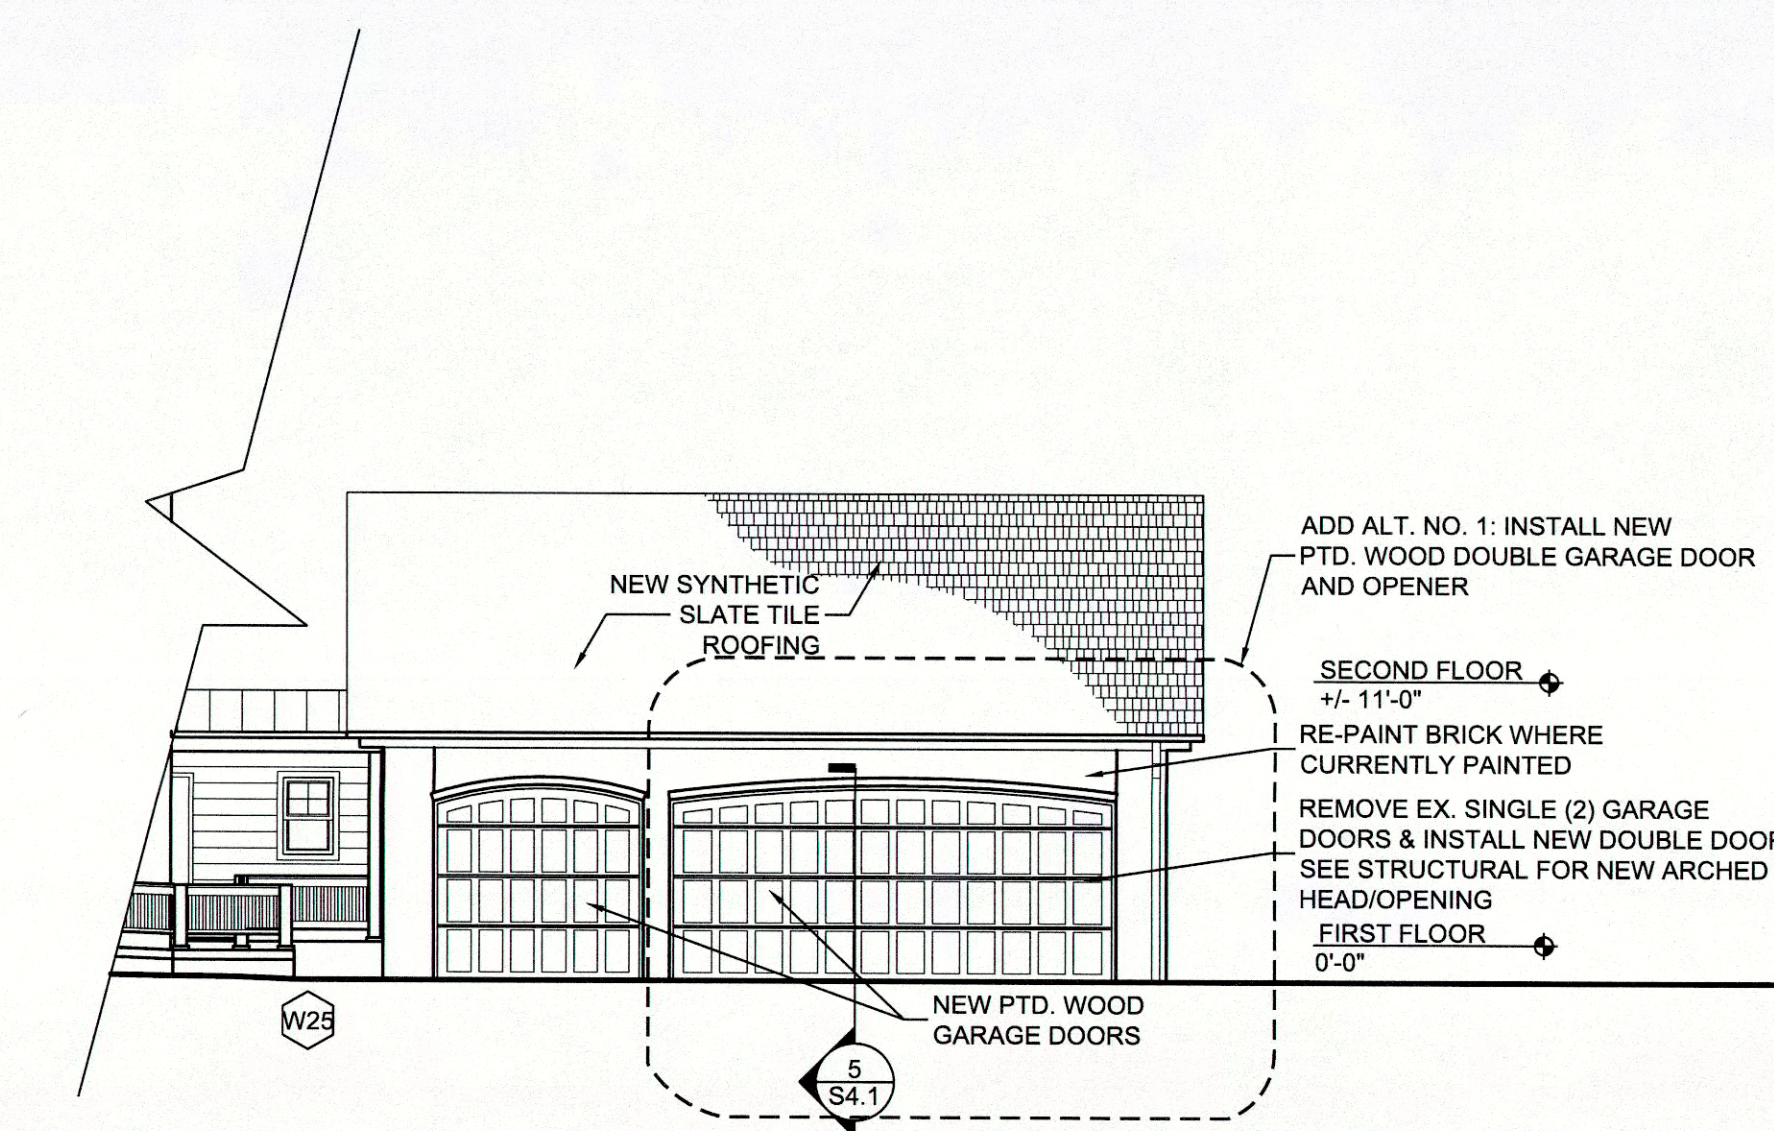 NEW SYNTHETIC
SLATE TILE
ROOFING
ADD ALT. NO. 1: INSTALL NEW
PTD. WOOD DOUBLE GARAGE DOOR
AND OPENER
SECOND FLOOR
+/- 11'-0"
RE-PAINT BRICK WHERE
CURRENTLY PAINTED
REMOVE EX. SINGLE (2) GARAGE
DOORS & INSTALL NEW DOUBLE DOOR
SEE STRUCTURAL FOR NEW ARCHED
HEAD/OPENING
FIRST FLOOR
0'-0"
W25
NEW PTD. WOOD
GARAGE DOORS
5
S4.1